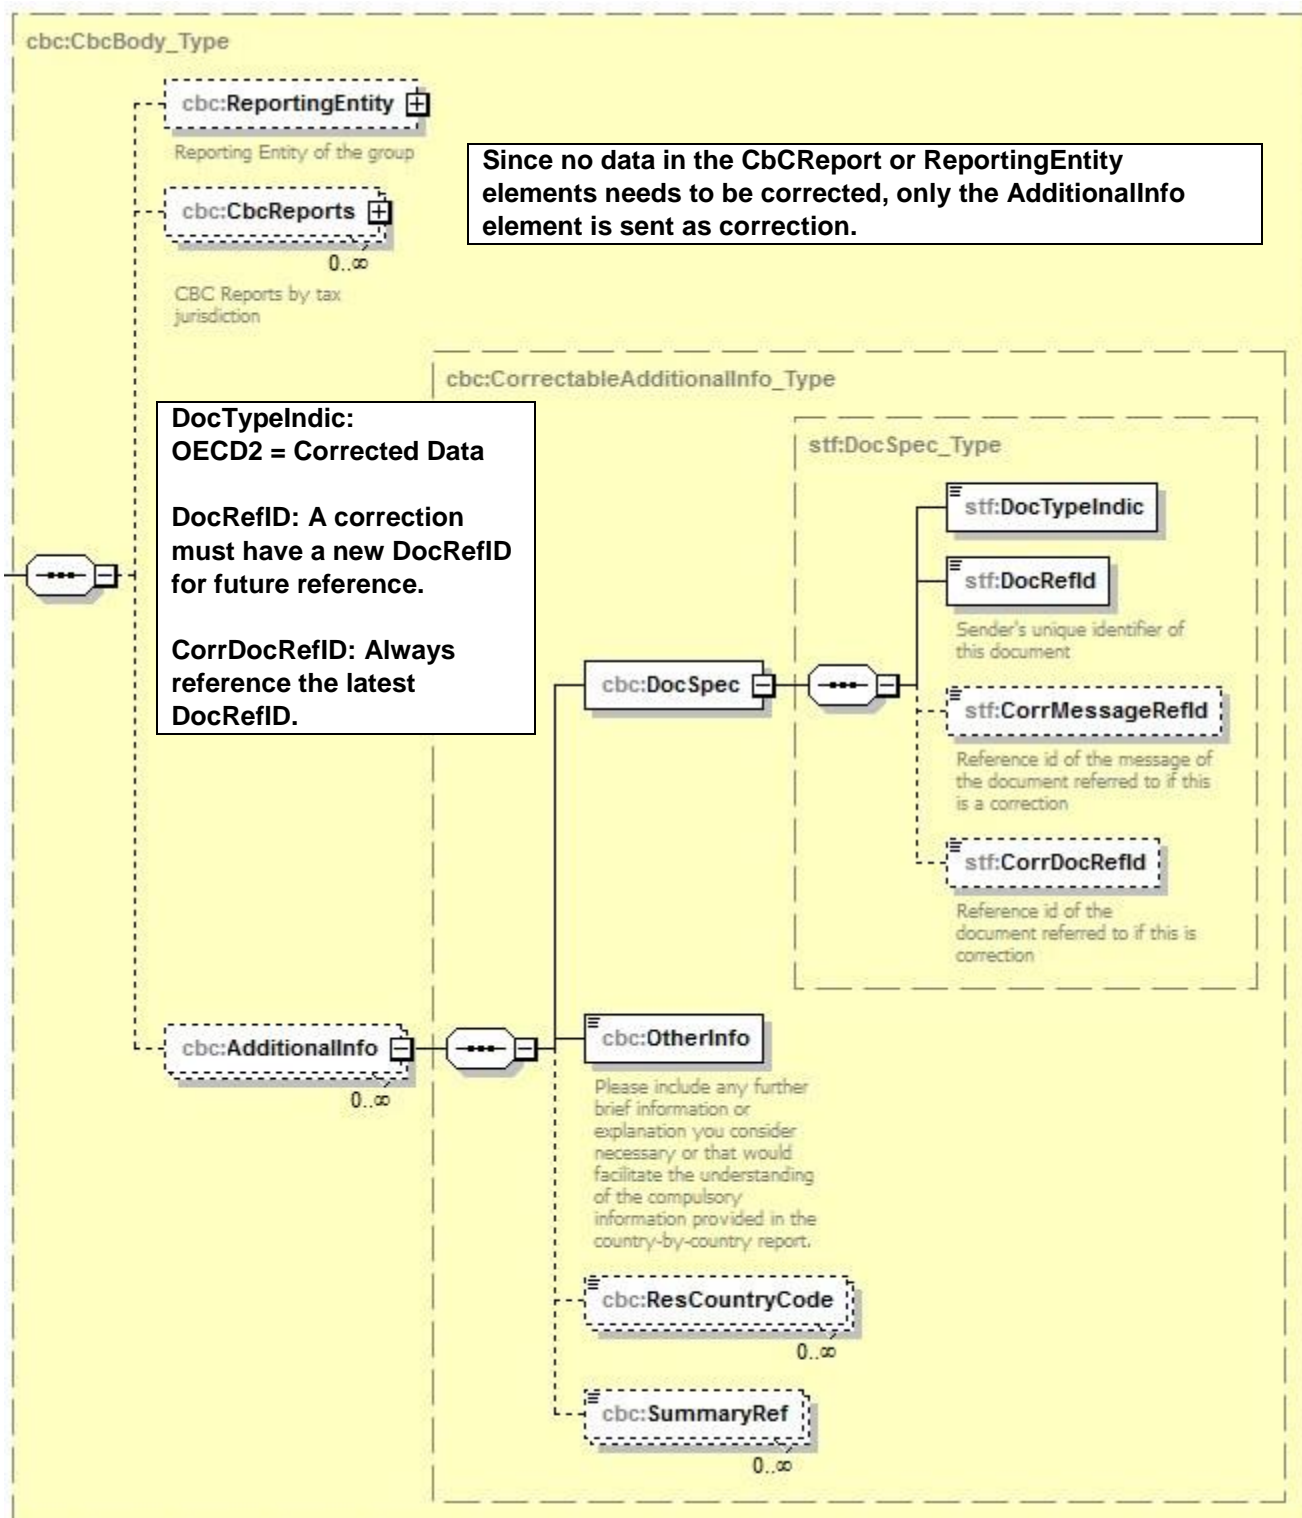 cbc:CbcBody_Type
cbc:ReportingEntity
Reporting Entity of the group
Since no data in the CbCReport or ReportingEntity
elements needs to be corrected, only the AdditionalInfo
element is sent as correction.
cbc:CbcReports
0..∞
CBC Reports by tax
jurisdiction
cbc:CorrectableAdditionalInfo_Type
DocTypeIndic:
OECD2 = Corrected Data
DocRefID: A correction
must have a new DocRefID
for future reference.
CorrDocRefID: Always
reference the latest
DocRefID.
stf:DocSpec_Type
stf:DocTypeIndic
stf:DocRefId
Sender's unique identifier of
this document
cbc:DocSpec
stf:CorrMessageRefId
Reference id of the message of
the document referred to if this
is a correction
stf:CorrDocRefId
Reference id of the
document referred to if this is
correction
cbc:AdditionalInfo
0..∞
cbc:OtherInfo
Please include any further
brief information or
explanation you consider
necessary or that would
facilitate the understanding
of the compulsory
information provided in the
country-by-country report.
cbc:ResCountryCode
0..∞
cbc:SummaryRef
0..∞